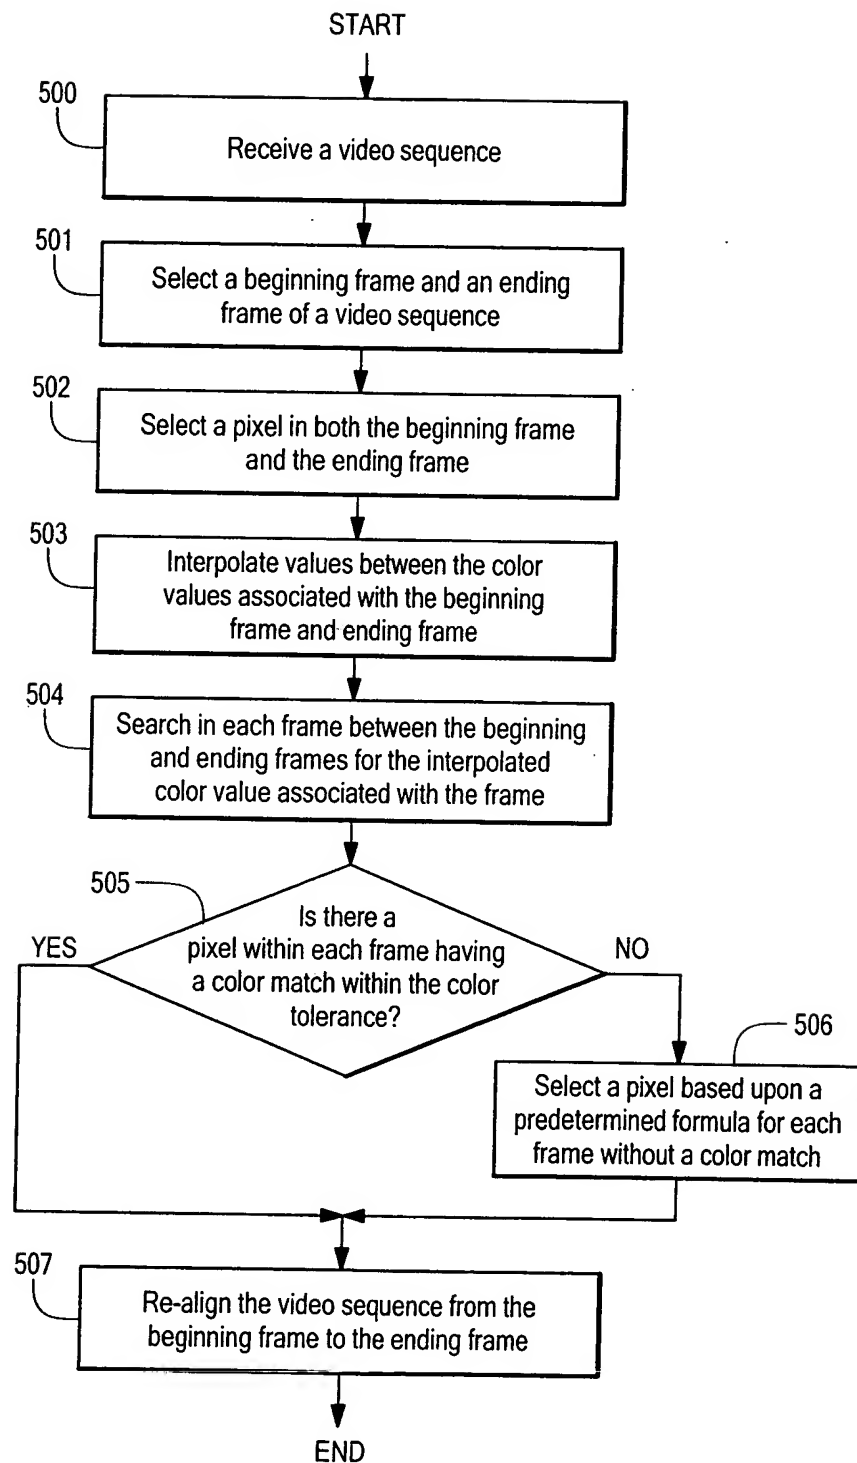 START
500
Receive a video sequence
501
Select a beginning frame and an ending
frame of a video sequence
502
Select a pixel in both the beginning frame
and the ending frame
503
Interpolate values between the color
values associated with the beginning
frame and ending frame
504
Search in each frame between the beginning
and ending frames for the interpolated
color value associated with the frame
505
Is there a
pixel within each frame having
a color match within the color
tolerance?
YES
NO
506
Select a pixel based upon a
predetermined formula for each
frame without a color match
507
Re-align the video sequence from the
beginning frame to the ending frame
END